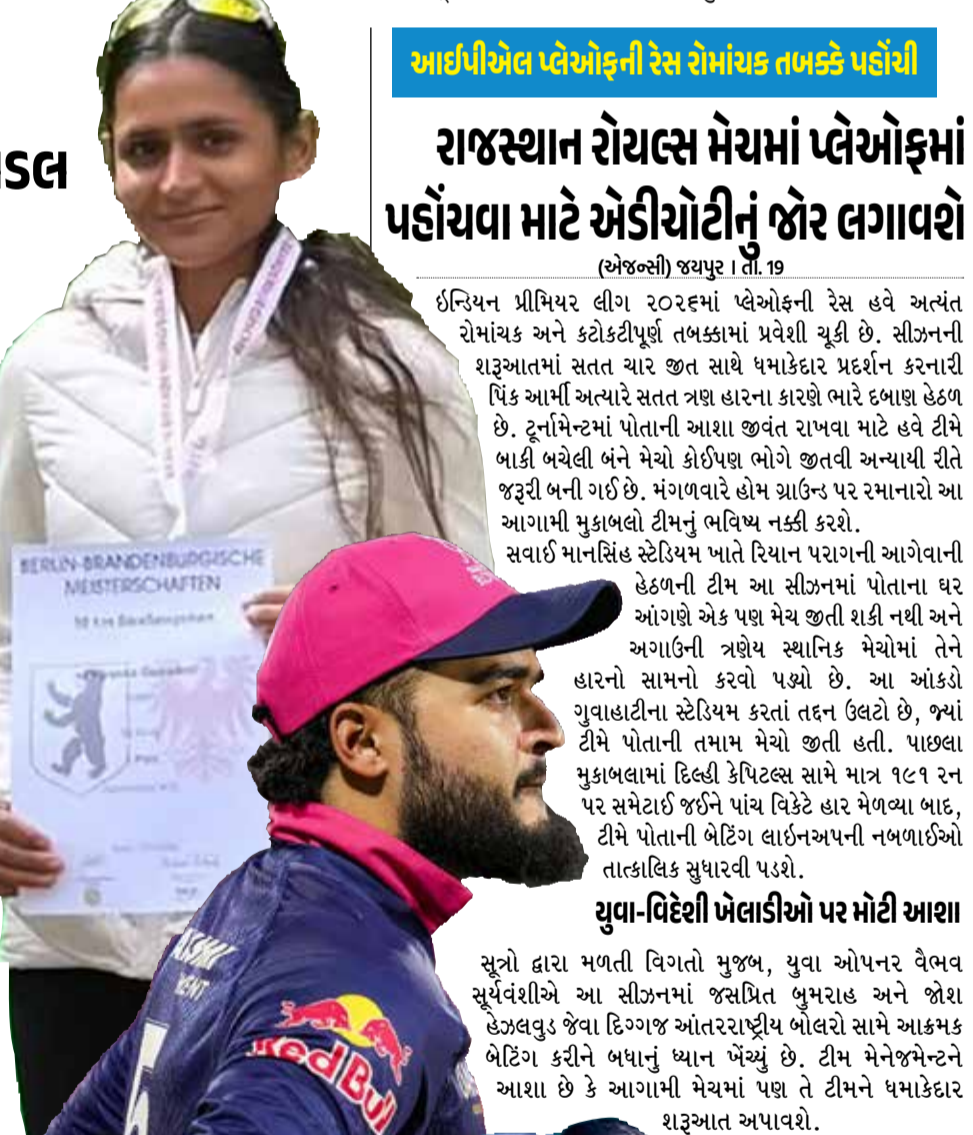 ડલ
આઈપીએલ પ્લેઓફની રેસ રોમાંચક તબક્કે પહોંચી
રાજસ્થાન રોયલ્સ મેચમાં પ્લેઓફમાં
પહોંચવા માટે એડીચોટીનું જોર લગાવશે
(એજન્સી) જયપુર । તા. 19
ઇન્ડિયન પ્રીમિયર લીગ ૨૦૨૬માં પ્લેઓફની રેસ હવે અત્યંત
રોમાંચક અને કટોકટીપૂર્ણ તબક્કામાં પ્રવેશી ચૂકી છે. સીઝનની
શરૂઆતમાં સતત ચાર જીત સાથે ધમાકેદાર પ્રદર્શન કરનારી
પિંક આર્મી અત્યારે સતત ત્રણ હારના કારણે ભારે દબાણ હેઠળ
છે. ટૂર્નામેન્ટમાં પોતાની આશા જીવંત રાખવા માટે હવે ટીમે
બાકી બચેલી બંને મેચો કોઈપણ ભોગે જીતવી અન્યાયી રીતે
જરૂરી બની ગઈ છે. મંગળવારે હોમ ગ્રાઉન્ડ પર રમાનારો આ
આગામી મુકાબલો ટીમનું ભવિષ્ય નક્કી કરશે.
સવાઈ માનસિંહ સ્ટેડિયમ ખાતે રિયાન પરાગની આગેવાની
હેઠળની ટીમ આ સીઝનમાં પોતાના ઘર
આંગણે એક પણ મેચ જીતી શકી નથી અને
અગાઉની ત્રણેય સ્થાનિક મેચોમાં તેને
હારનો સામનો કરવો પડ્યો છે. આ આંકડો
ગુવાહાટીના સ્ટેડિયમ કરતાં તદ્દન ઉલટો છે, જ્યાં
ટીમે પોતાની તમામ મેચો જીતી હતી. પાછલા
મુકાબલામાં દિલ્હી કેપિટલ્સ સામે માત્ર ૧૯૧ રન
પર સમેટાઈ જઈને પાંચ વિકેટે હાર મેળવ્યા બાદ,
ટીમે પોતાની બેટિંગ લાઇનઅપની નબળાઈઓ
તાત્કાલિક સુધારવી પડશે.
યુવા-વિદેશી ખેલાડીઓ પર મોટી આશા
સૂત્રો દ્વારા મળતી વિગતો મુજબ, યુવા ઓપનર વૈભવ
સૂર્યવંશીએ આ સીઝનમાં જસપ્રિત બુમરાહ અને જોશ
હેઝલવુડ જેવા દિગ્ગજ આંતરરાષ્ટ્રીય બોલરો સામે આક્રમક
બેટિંગ કરીને બધાનું ધ્યાન ખેંચ્યું છે. ટીમ મેનેજમેન્ટને
આશા છે કે આગામી મેચમાં પણ તે ટીમને ધમાકેદાર
શરૂઆત અપાવશે.
BERLIN-BRANDENBURGISCHE
MEISTERSCHAFTEN
Red Bull